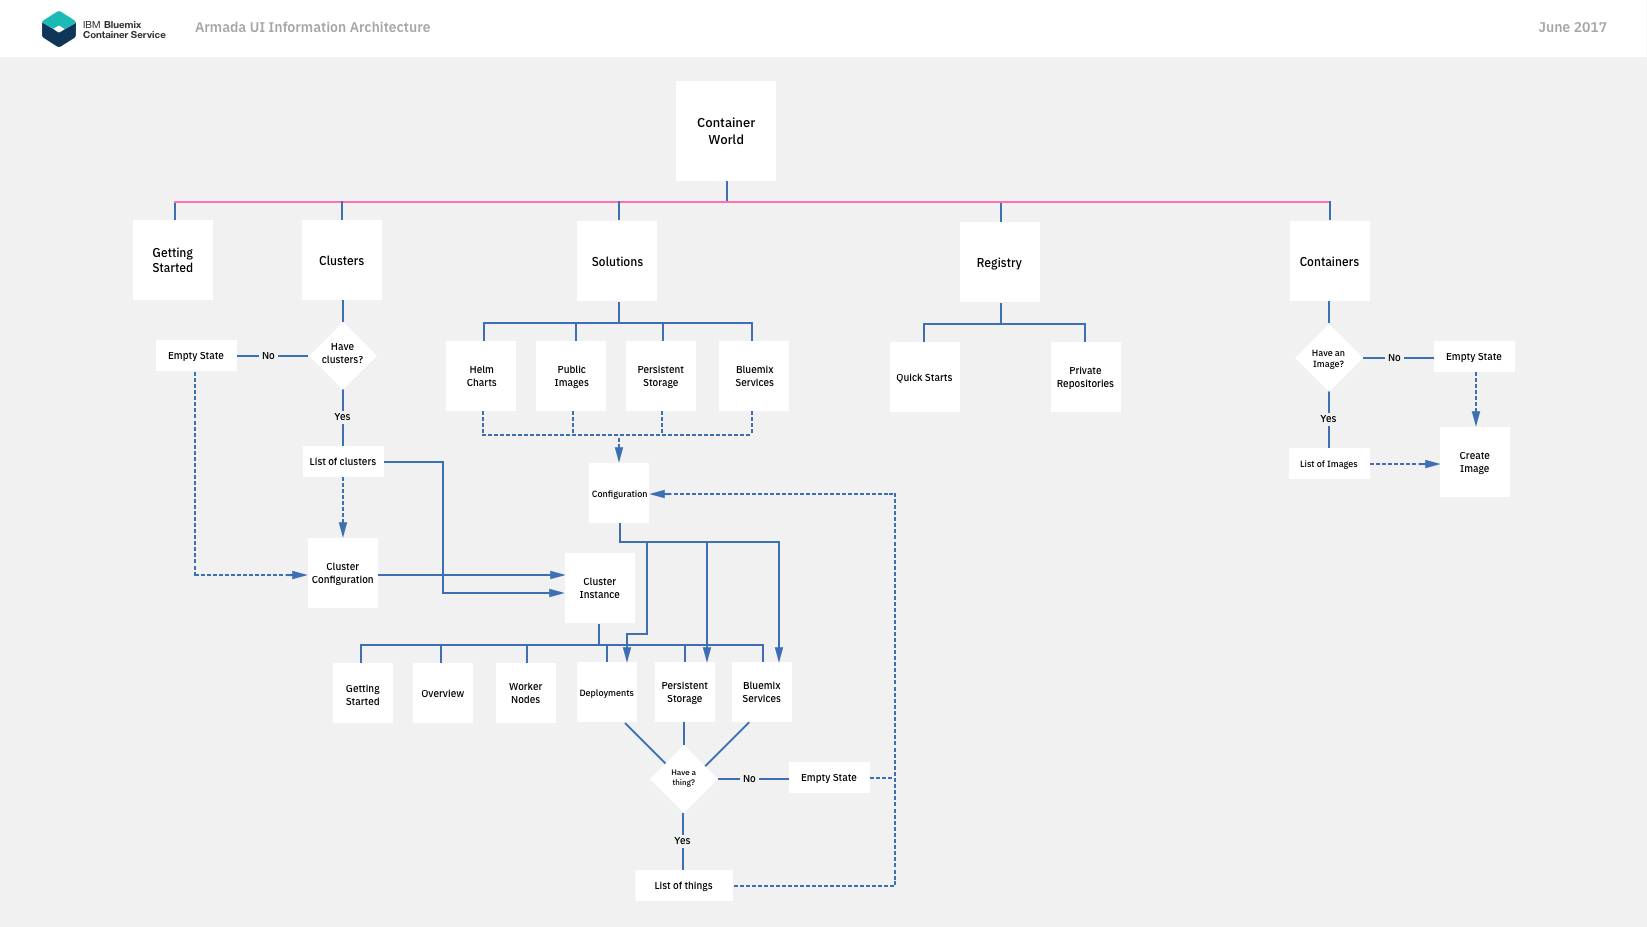 IBM Bluemix
Container Service
Armada UI Information Architecture
June 2017
Container
World
Getting
Started
Clusters
Solutions
Registry
Containers
Have
clusters?
No
Empty State
Yes
List of clusters
Cluster
Configuration
Helm
Charts
Public
Images
Persistent
Storage
Bluemix
Services
Configuration
Cluster
Instance
Quick Starts
Private
Repositories
Have an
Image?
No
Empty State
Yes
List of Images
Create
Image
Getting
Started
Overview
Worker
Nodes
Deployments
Persistent
Storage
Bluemix
Services
Have a
thing?
No
Empty State
Yes
List of things